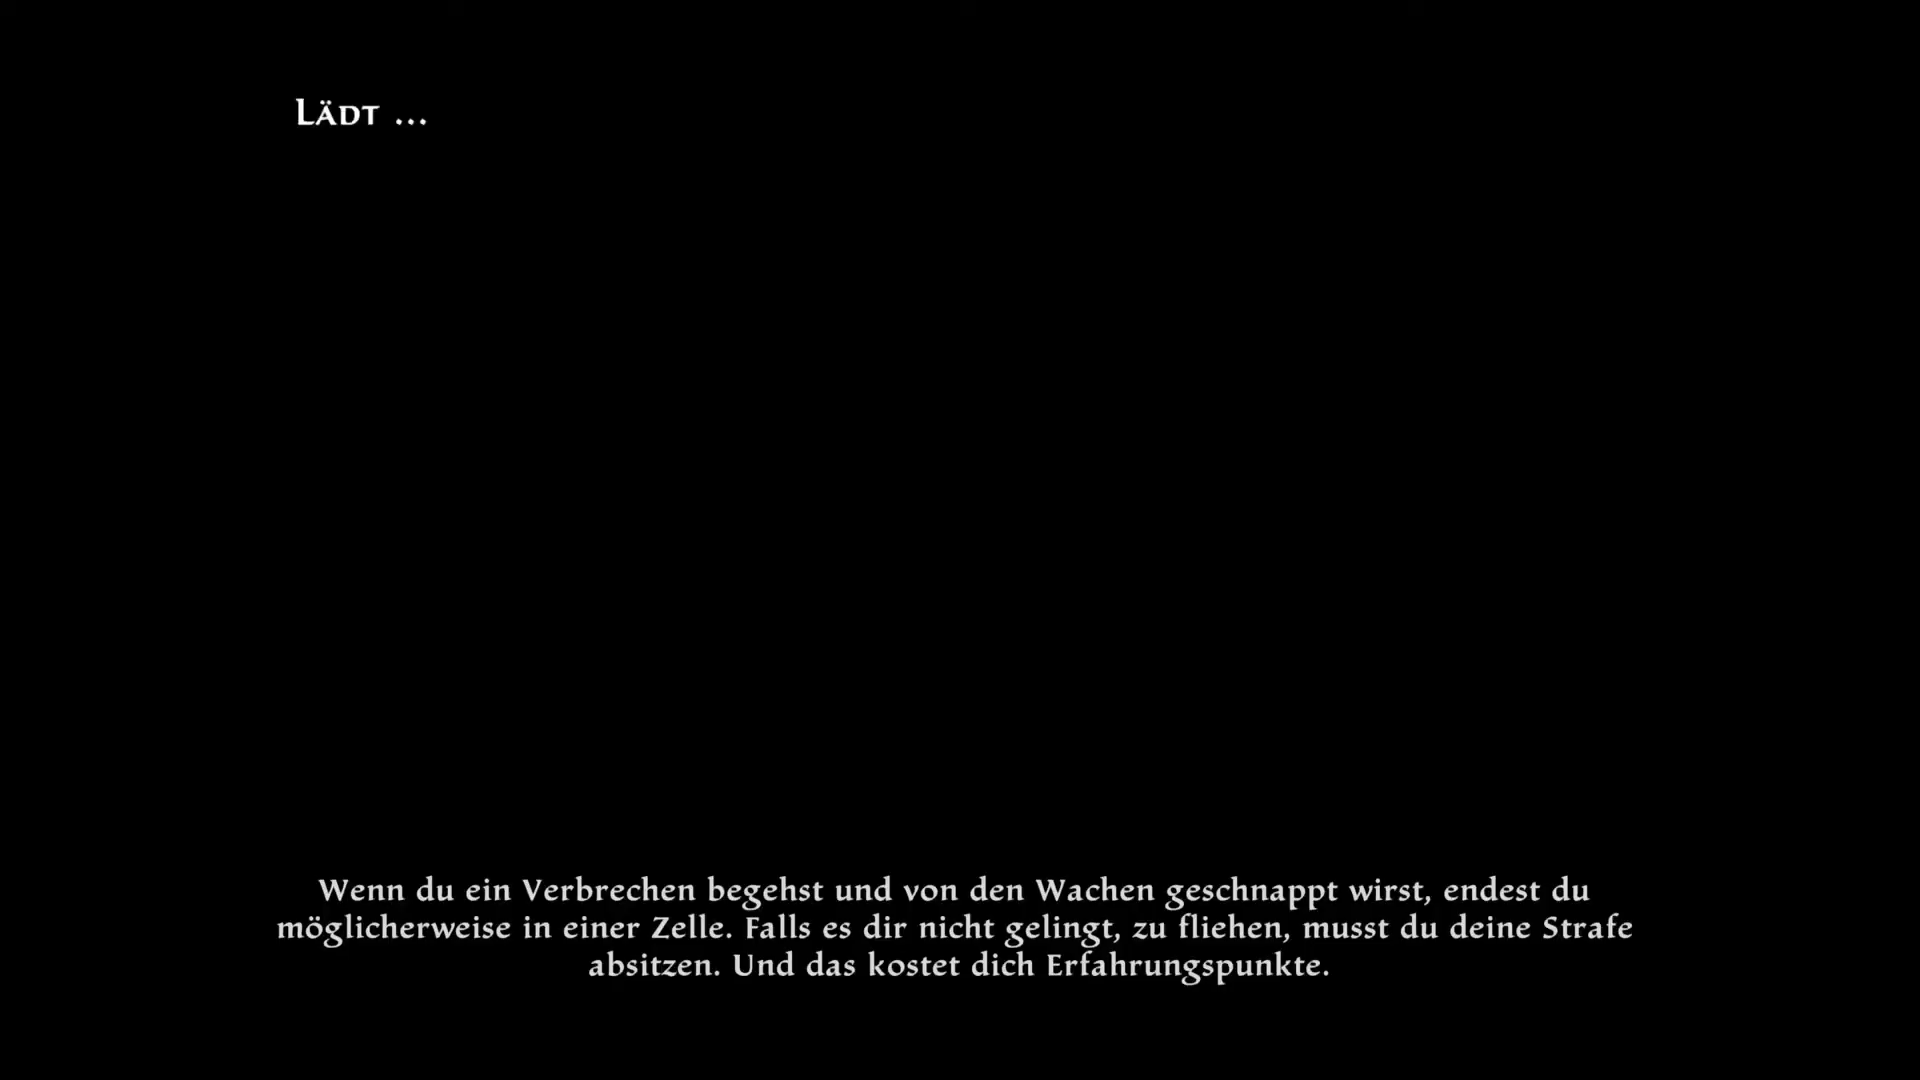 Lädt ...
Wenn du ein Verbrechen begehst und von den Wachen geschnappt wirst, endest du
möglicherweise in einer Zelle. Falls es dir nicht gelingt, zu fliehen, musst du deine Strafe
absitzen. Und das kostet dich Erfahrungspunkte.